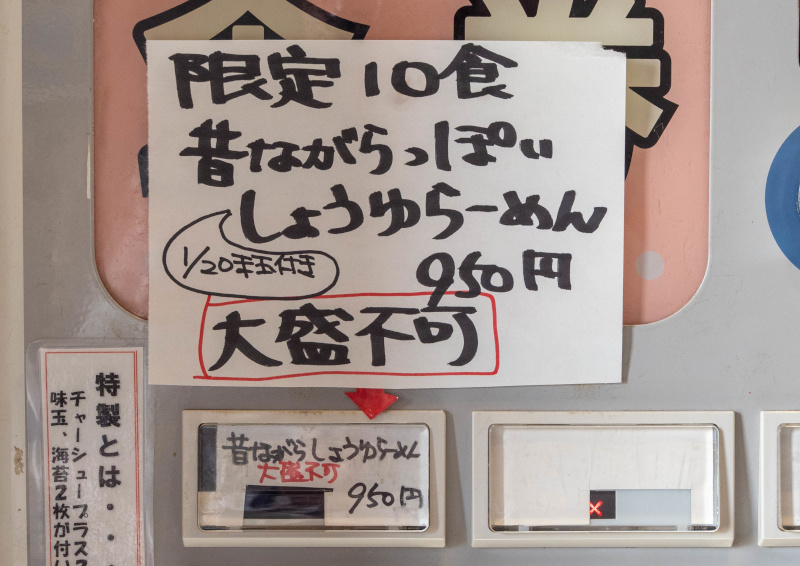 限定10食
昔ながらっぽい
しょうゆらーめん
1/2味玉付き
950円
大盛不可
昔ながらしょうゆらーめん
大盛不可
950円
特製とは・・・
チャーシュープラス
味玉、海苔2枚が付い